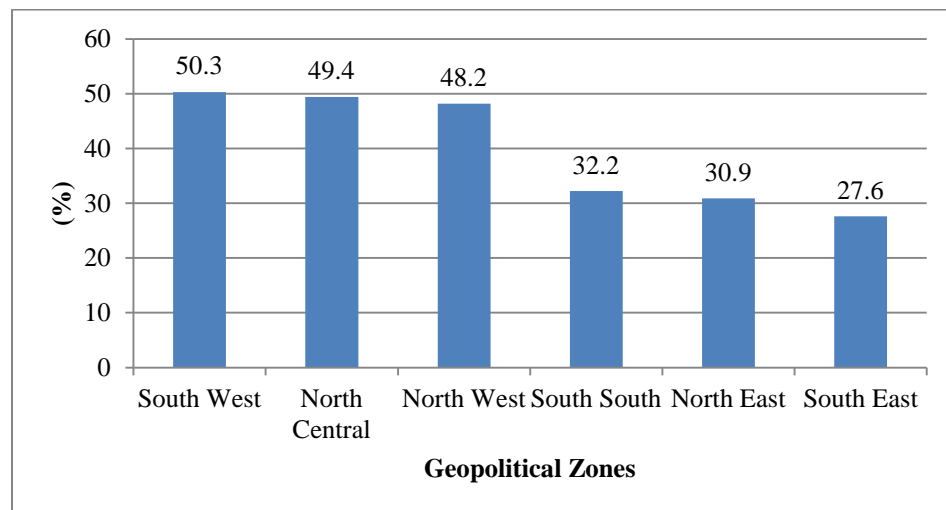 60
50
40
30
20
10
0
(%)
50.3
49.4
48.2
32.2
30.9
27.6
South West
North
Central
North West
South South
North East
South East
Geopolitical Zones